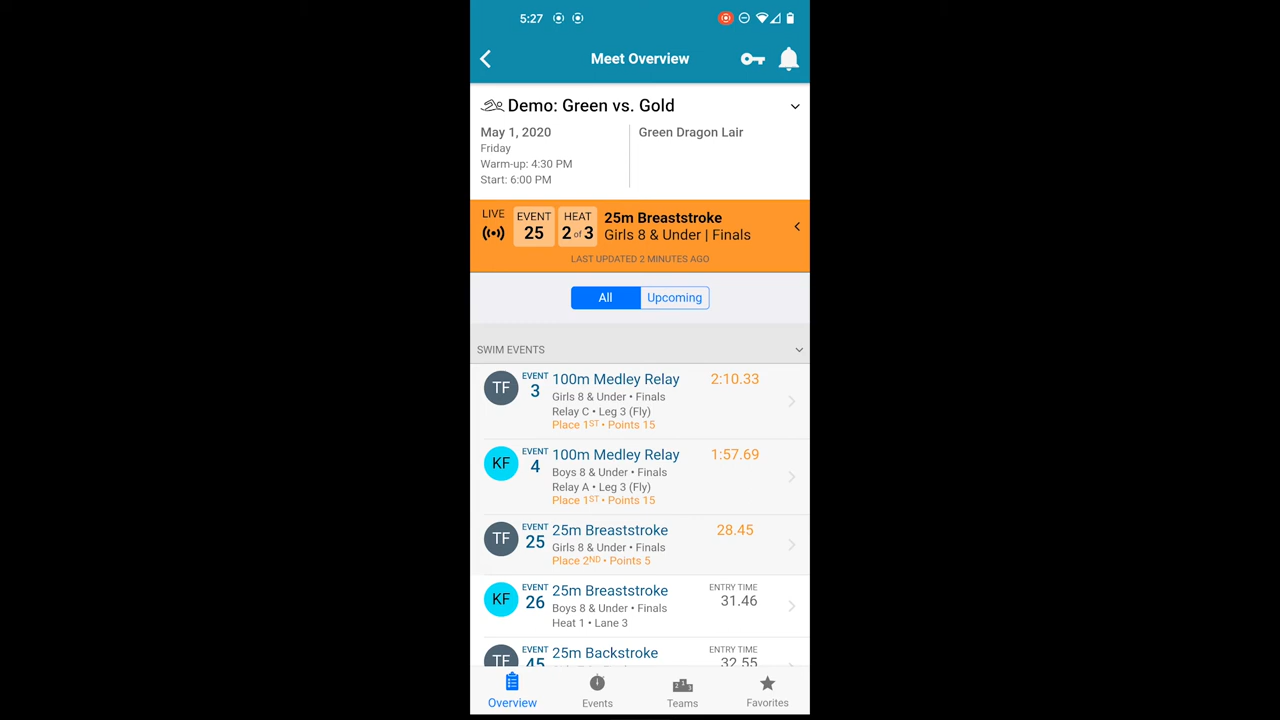 5:27
Meet Overview
Demo: Green vs. Gold
May 1, 2020
Green Dragon Lair
Friday
Warm-up: 4:30 PM
Start: 6:00 PM
LIVE
EVENT
25
HEAT
2 of 3
25m Breaststroke
Girls 8 & Under | Finals
LAST UPDATED 2 MINUTES AGO
All
Upcoming
SWIM EVENTS
TF
EVENT
3
100m Medley Relay
2:10.33
Girls 8 & Under • Finals
Relay C • Leg 3 (Fly)
Place 1ST • Points 15
KF
EVENT
4
100m Medley Relay
1:57.69
Boys 8 & Under • Finals
Relay A • Leg 3 (Fly)
Place 1ST • Points 15
TF
EVENT
25
25m Breaststroke
28.45
Girls 8 & Under • Finals
Place 2ND • Points 5
KF
EVENT
26
25m Breaststroke
ENTRY TIME
31.46
Boys 8 & Under • Finals
Heat 1 • Lane 3
TF
EVENT
45
25m Backstroke
ENTRY TIME
32.55
Overview
Events
Teams
Favorites